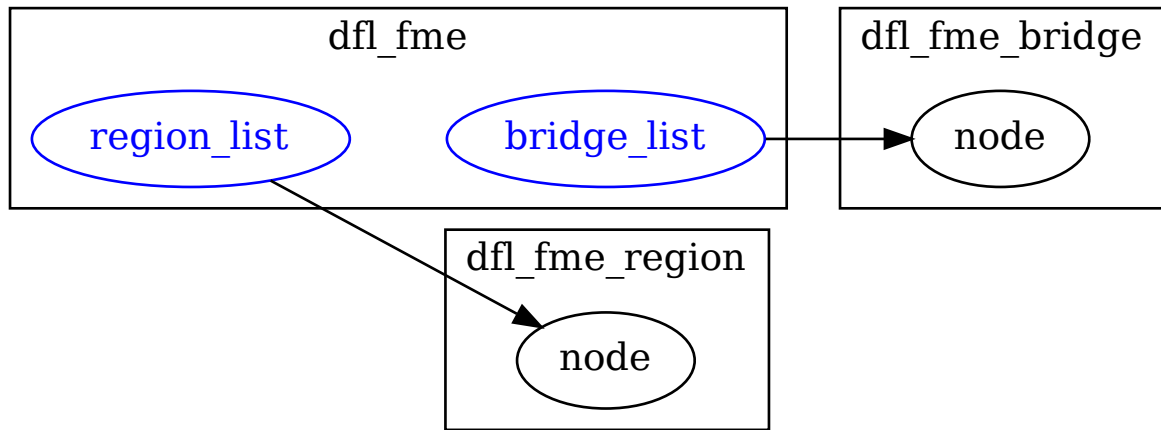 dfl_fme
dfl_fme_bridge
region_list
bridge_list
node
dfl_fme_region
node